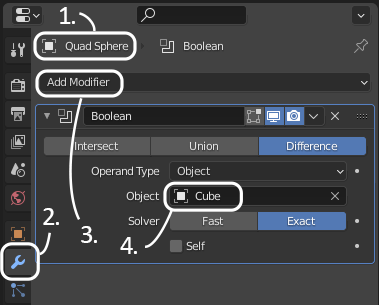 1.
Quad Sphere Boolean
Add Modifier
Boolean
Intersect Union Difference
Operand Type Object
Object Cube
Solver Fast Exact
Self
2.
3.
4.